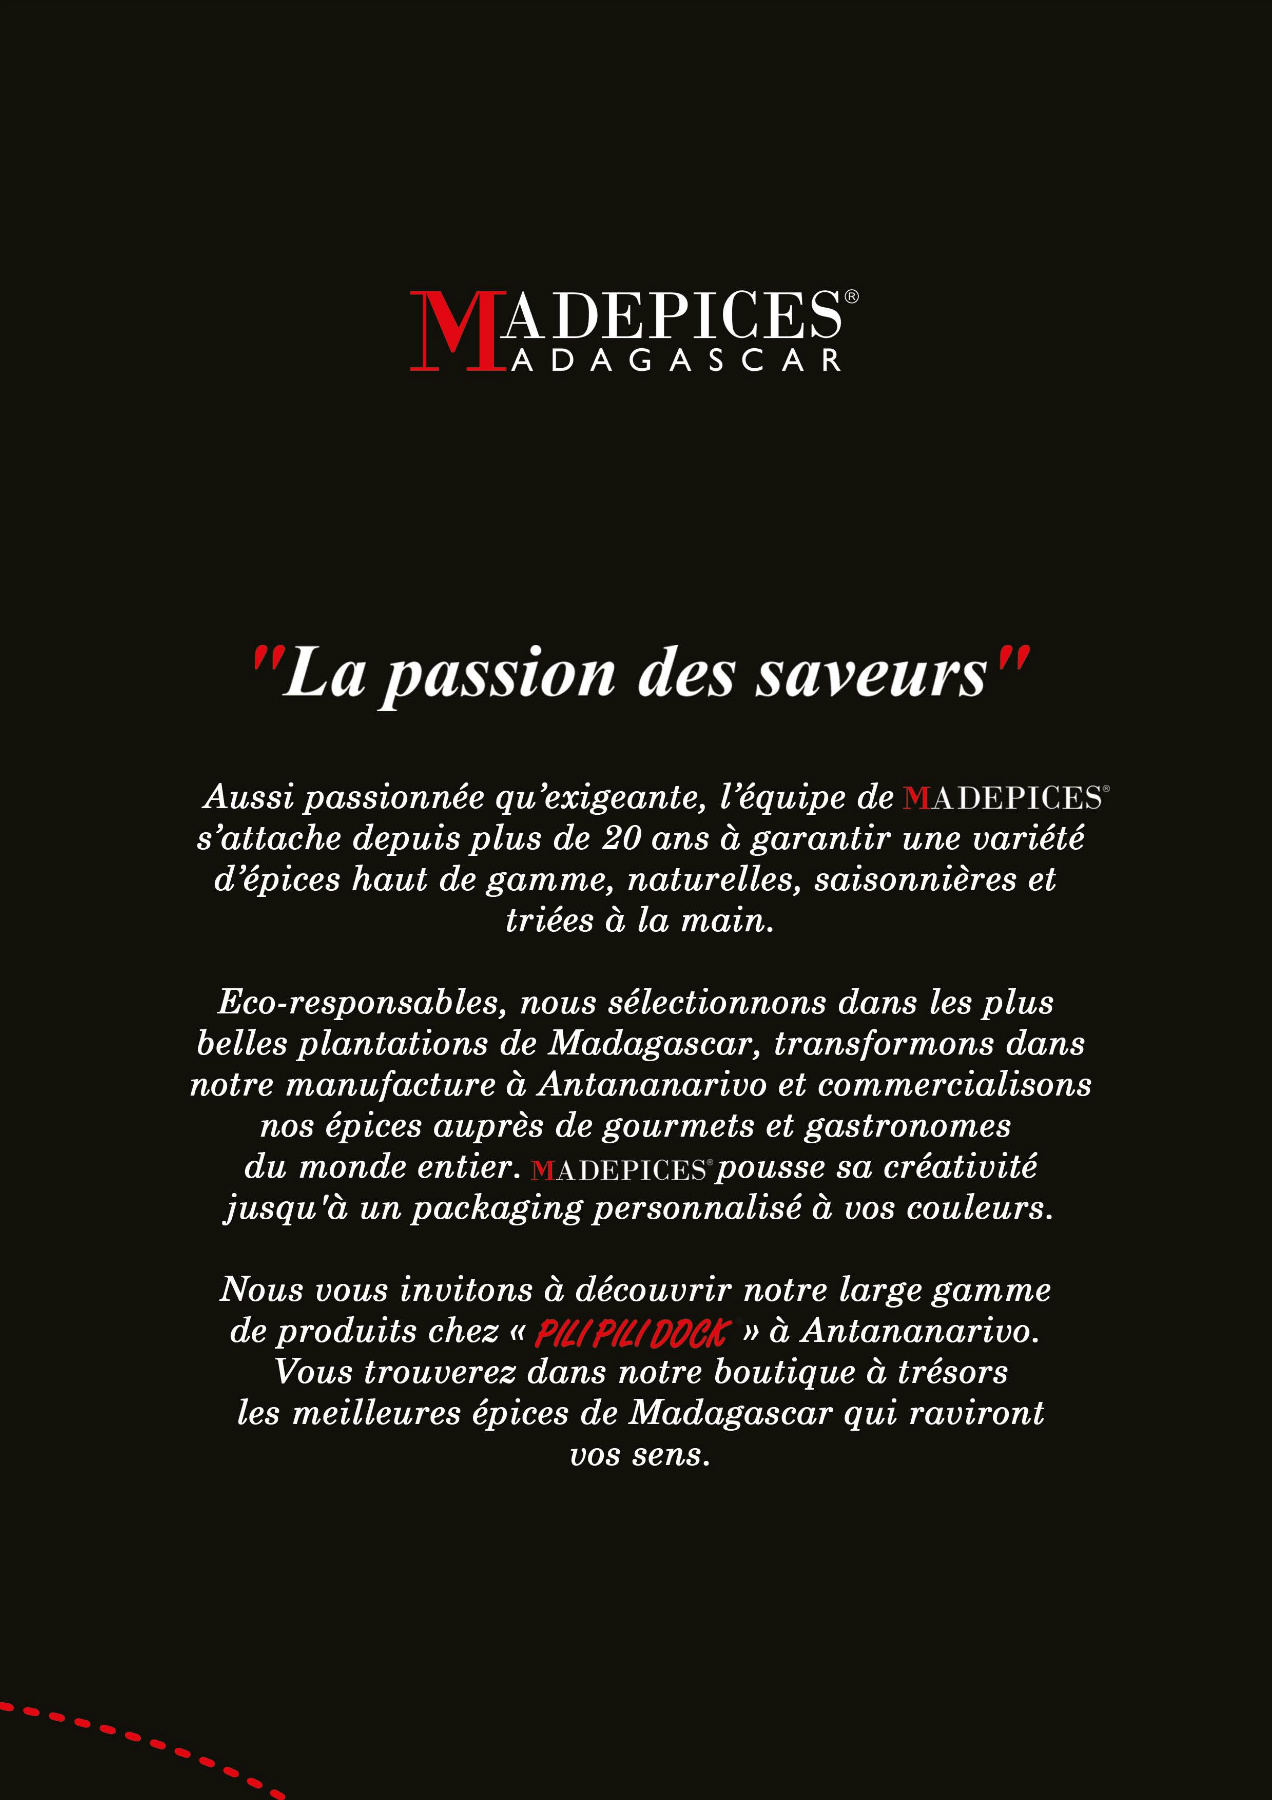 MADEPICES®
MADAGASCAR
"La passion des saveurs"
Aussi passionnée qu’exigeante, l’équipe de MADEPICES®
s’attache depuis plus de 20 ans à garantir une variété
d’épices haut de gamme, naturelles, saisonnières et
triées à la main.
Eco-responsables, nous sélectionnons dans les plus
belles plantations de Madagascar, transformons dans
notre manufacture à Antananarivo et commercialisons
nos épices auprès de gourmets et gastronomes
du monde entier. MADEPICES® pousse sa créativité
jusqu'à un packaging personnalisé à vos couleurs.
Nous vous invitons à découvrir notre large gamme
de produits chez « PILI PILI DOCK » à Antananarivo.
Vous trouverez dans notre boutique à trésors
les meilleures épices de Madagascar qui raviront
vos sens.